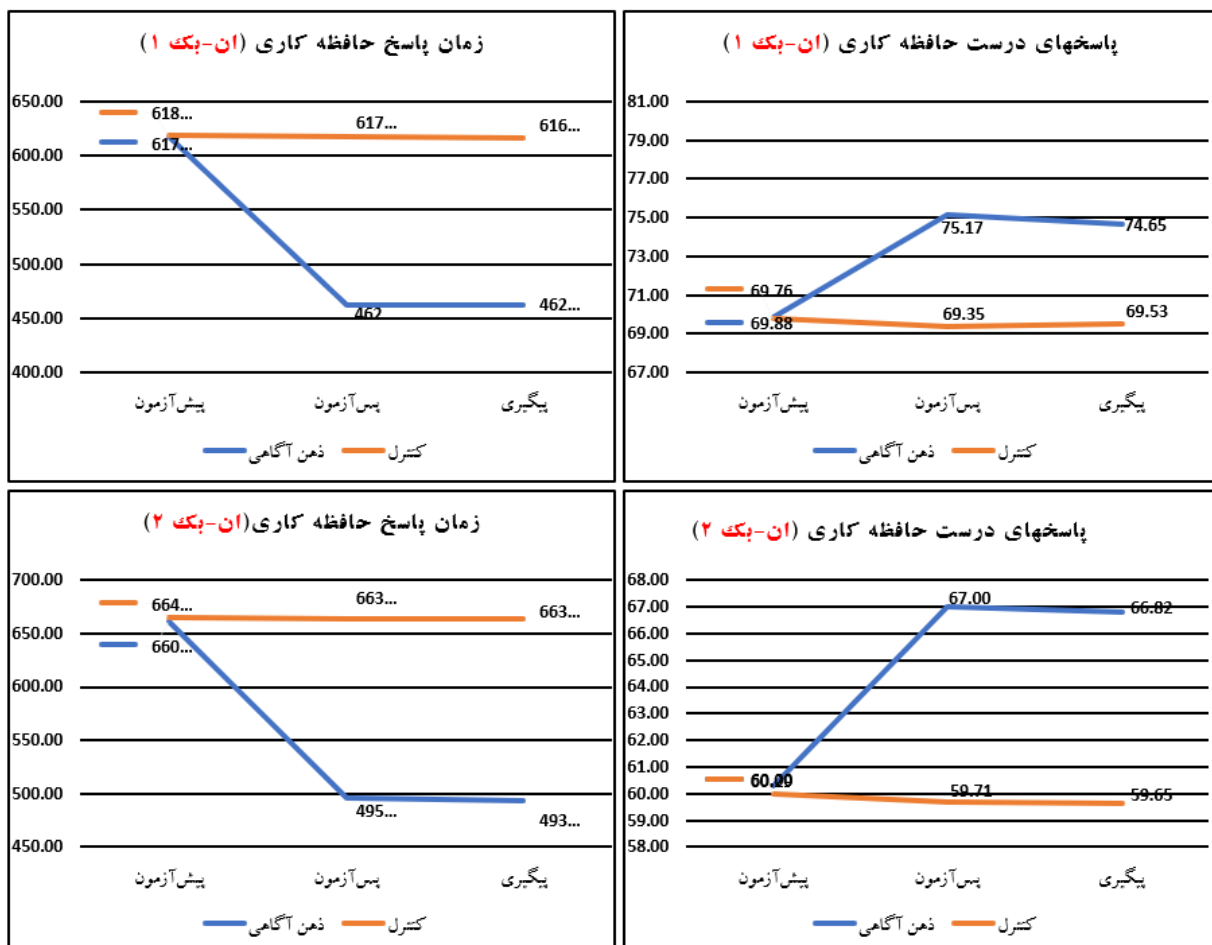 زمان پاسخ حافظه کاری (ان-بک ۱)
650.00
600.00
550.00
500.00
450.00
400.00
618...
617...
617...
616...
462
462...
پیش‌آزمون
پس‌آزمون
پیگیری
ذهن آگاهی
کنترل
پاسخهای درست حافظه کاری (ان-بک ۱)
81.00
79.00
77.00
75.00
73.00
71.00
69.00
67.00
69.76
69.88
75.17
74.65
69.35
69.53
پیش‌آزمون
پس‌آزمون
پیگیری
ذهن آگاهی
کنترل
زمان پاسخ حافظه کاری(ان-بک ۲)
700.00
650.00
600.00
550.00
500.00
450.00
664...
660...
663...
663...
495...
493...
پیش‌آزمون
پس‌آزمون
پیگیری
ذهن آگاهی
کنترل
پاسخهای درست حافظه کاری (ان-بک ۲)
68.00
67.00
66.00
65.00
64.00
63.00
62.00
61.00
60.00
59.00
58.00
67.00
66.82
59.71
59.65
پیش‌آزمون
پس‌آزمون
پیگیری
ذهن آگاهی
کنترل